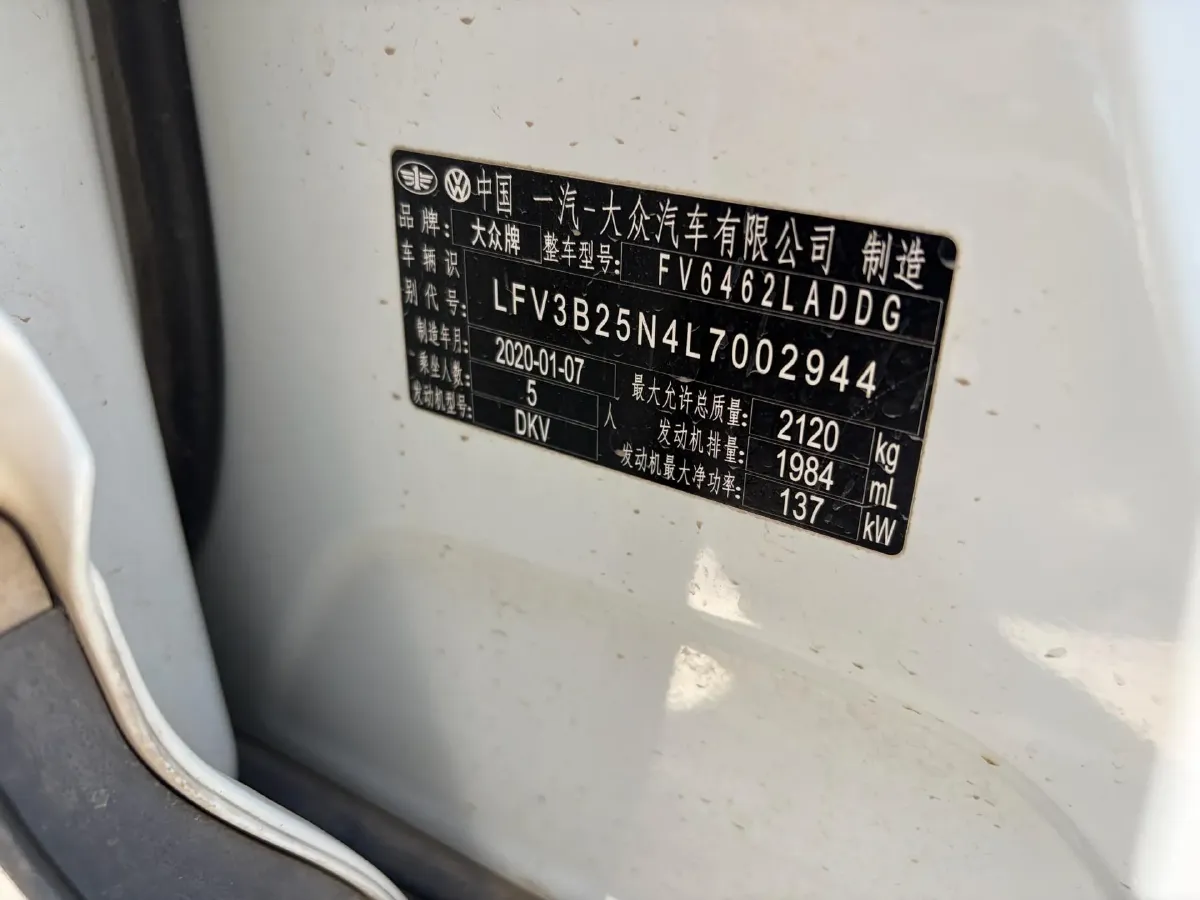 中国 一汽-大众汽车有限公司 制造
品牌: 大众牌 整车型号: FV6462LADDG
车辆识别代号: LFV3B25N4L7002944
制造年月: 2020-01-07
乘坐人数: 5 人
发动机型号: DKV
最大允许总质量: 2120 kg
发动机排量: 1984 mL
发动机最大净功率: 137 kW